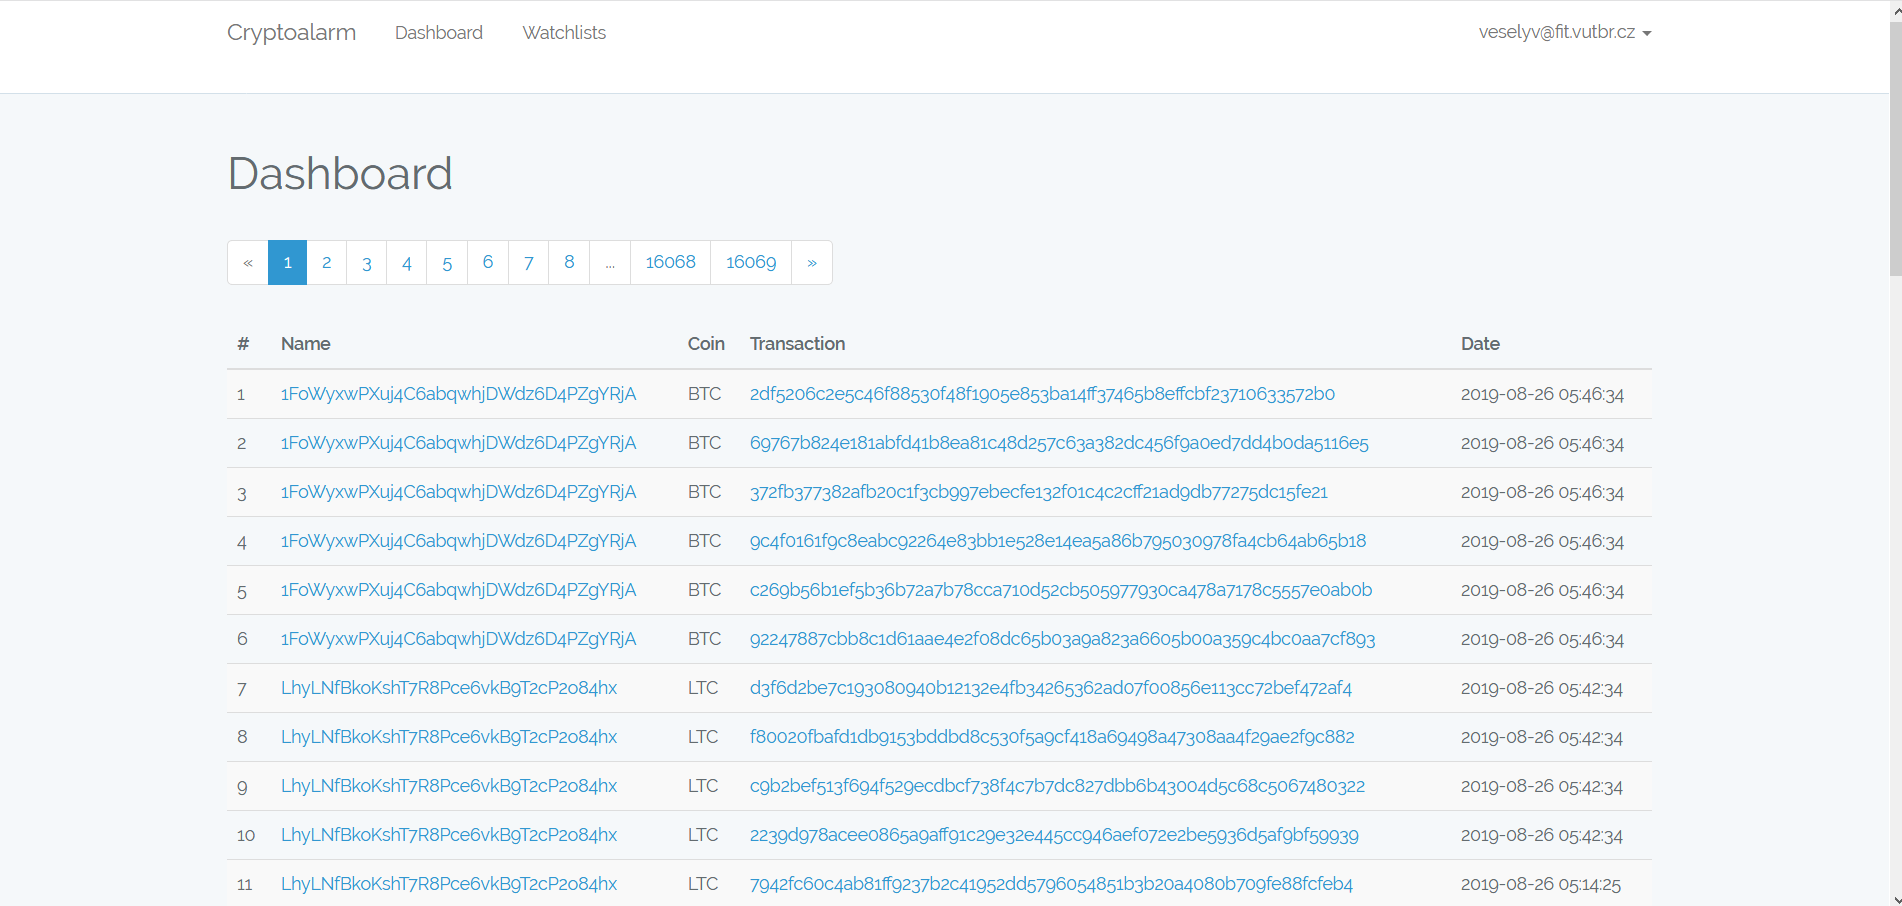 Cryptoalarm Dashboard Watchlists veselyv@fit.vutbr.cz
Dashboard
« 1 2 3 4 5 6 7 8 ... 16068 16069 »
# Name Coin Transaction Date
1 1FoWyxwPXuj4C6abqwhjDWdz6D4PZgYRjA BTC 2df5206c2e5c46f88530f48f1905e853ba14ff37465b8effcbf23710633572b0 2019-08-26 05:46:34
2 1FoWyxwPXuj4C6abqwhjDWdz6D4PZgYRjA BTC 69767b824e181abfd41b8ea81c48d257c63a382dc456f9a0ed7dd4b0da5116e5 2019-08-26 05:46:34
3 1FoWyxwPXuj4C6abqwhjDWdz6D4PZgYRjA BTC 372fb377382afb20c1f3cb997ebecfe132f01c4c2cff21ad9db77275dc15fe21 2019-08-26 05:46:34
4 1FoWyxwPXuj4C6abqwhjDWdz6D4PZgYRjA BTC 9c4f0161f9c8eabc92264e83bb1e528e14ea5a86b795030978fa4cb64ab65b18 2019-08-26 05:46:34
5 1FoWyxwPXuj4C6abqwhjDWdz6D4PZgYRjA BTC c269b56b1ef5b36b72a7b78cca710d52cb505977930ca478a7178c5557e0ab0b 2019-08-26 05:46:34
6 1FoWyxwPXuj4C6abqwhjDWdz6D4PZgYRjA BTC 92247887cbb8c1d61aae4e2f08dc65b03a9a823a6605b00a359c4bc0aa7cf893 2019-08-26 05:46:34
7 LhyLNfBkoKshT7R8Pce6vkB9T2cP2o84hx LTC d3f6d2be7c193080940b12132e4fb34265362ad07f00856e113cc72bef472af4 2019-08-26 05:42:34
8 LhyLNfBkoKshT7R8Pce6vkB9T2cP2o84hx LTC f80020fbafd1db9153bddbd8c530f5a9cf418a69498a47308aa4f29ae2f9c882 2019-08-26 05:42:34
9 LhyLNfBkoKshT7R8Pce6vkB9T2cP2o84hx LTC c9b2bef513f694f529ecdbcf738f4c7b7dc827dbb6b43004d5c68c5067480322 2019-08-26 05:42:34
10 LhyLNfBkoKshT7R8Pce6vkB9T2cP2o84hx LTC 2239d978acee0865a9aff91c29e32e445cc946aef072e2be5936d5af9bf59939 2019-08-26 05:42:34
11 LhyLNfBkoKshT7R8Pce6vkB9T2cP2o84hx LTC 7942fc60c4ab81ff9237b2c41952dd5796054851b3b20a4080b709fe88fcfeb4 2019-08-26 05:14:25